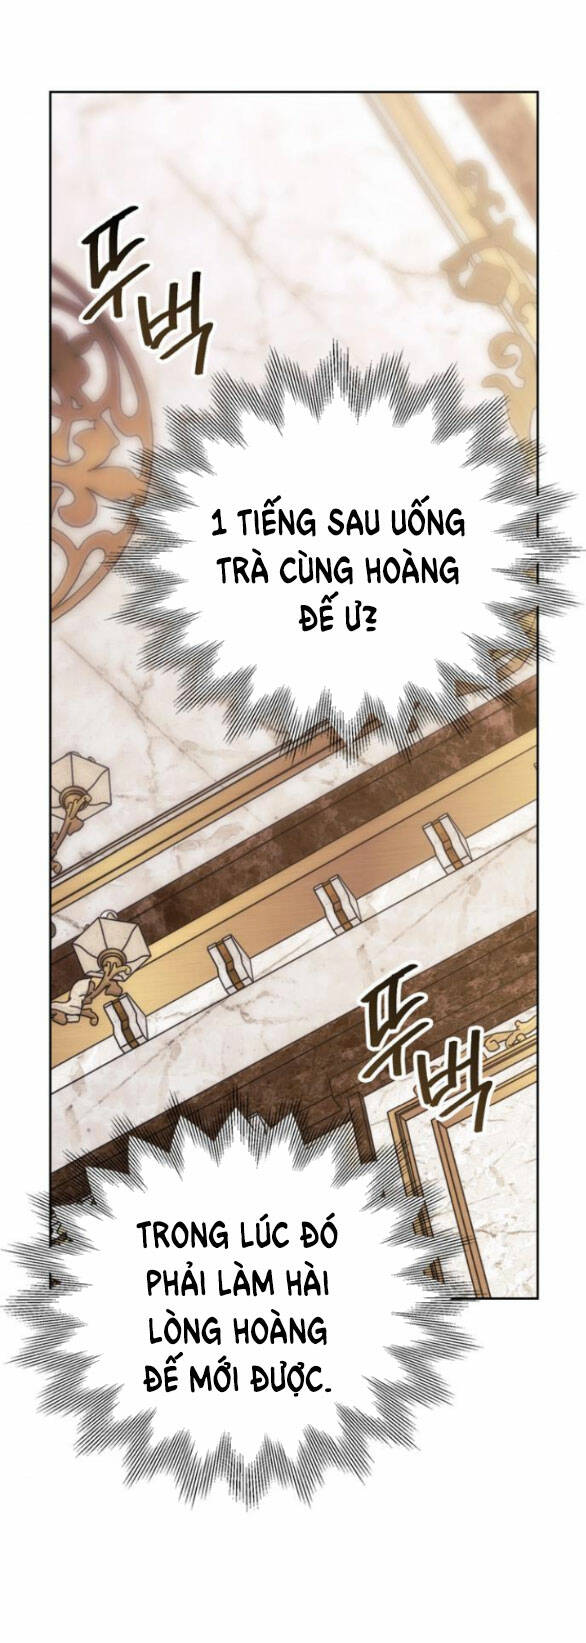 뚜벅
1 TIẾNG SAU UỐNG
TRÀ CÙNG HOÀNG
ĐẾ Ư?
뚜벅
TRONG LÚC ĐÓ
PHẢI LÀM HÀI
LÒNG HOÀNG
ĐẾ MỚI ĐƯỢC.